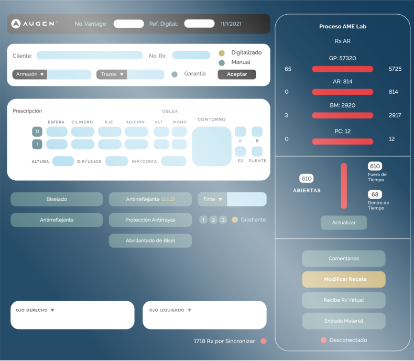 AUGEN No. Vantage: Ref. Digital: 11/1/2021
Cliente: No. Rx:
Digitalizado
Manual
Armazón ▼ Trazos ▼ Garantía Aceptar
Prescripción OBLEA
ESFERA CILINDRO EJE ADICIÓN ALT MONO CONTORNO
D
I
A B
ED PUENTE
ALTURA DIP/LEJOS DIP/CERCA
Biselado Antirreflejante GOLD Tinte ▼
Antirreflejante Protección Antirrayas 1 2 3 Gradiente
Abrillantado de Bisel
OJO DERECHO ▼ OJO IZQUIERDO ▼
1718 Rx por Sincronizar
Proceso AME Lab
Rx AR
GP: 57320
65 5725
AR: 814
0 814
BM: 2920
3 2917
PC: 12
0 12
610
ABIERTAS
610
Fuera de
Tiempo
68
Dentro de
Tiempo
Actualizar
Comentarios
Modificar Receta
Recibe Rx Virtual
Entrada Material
Desconectado